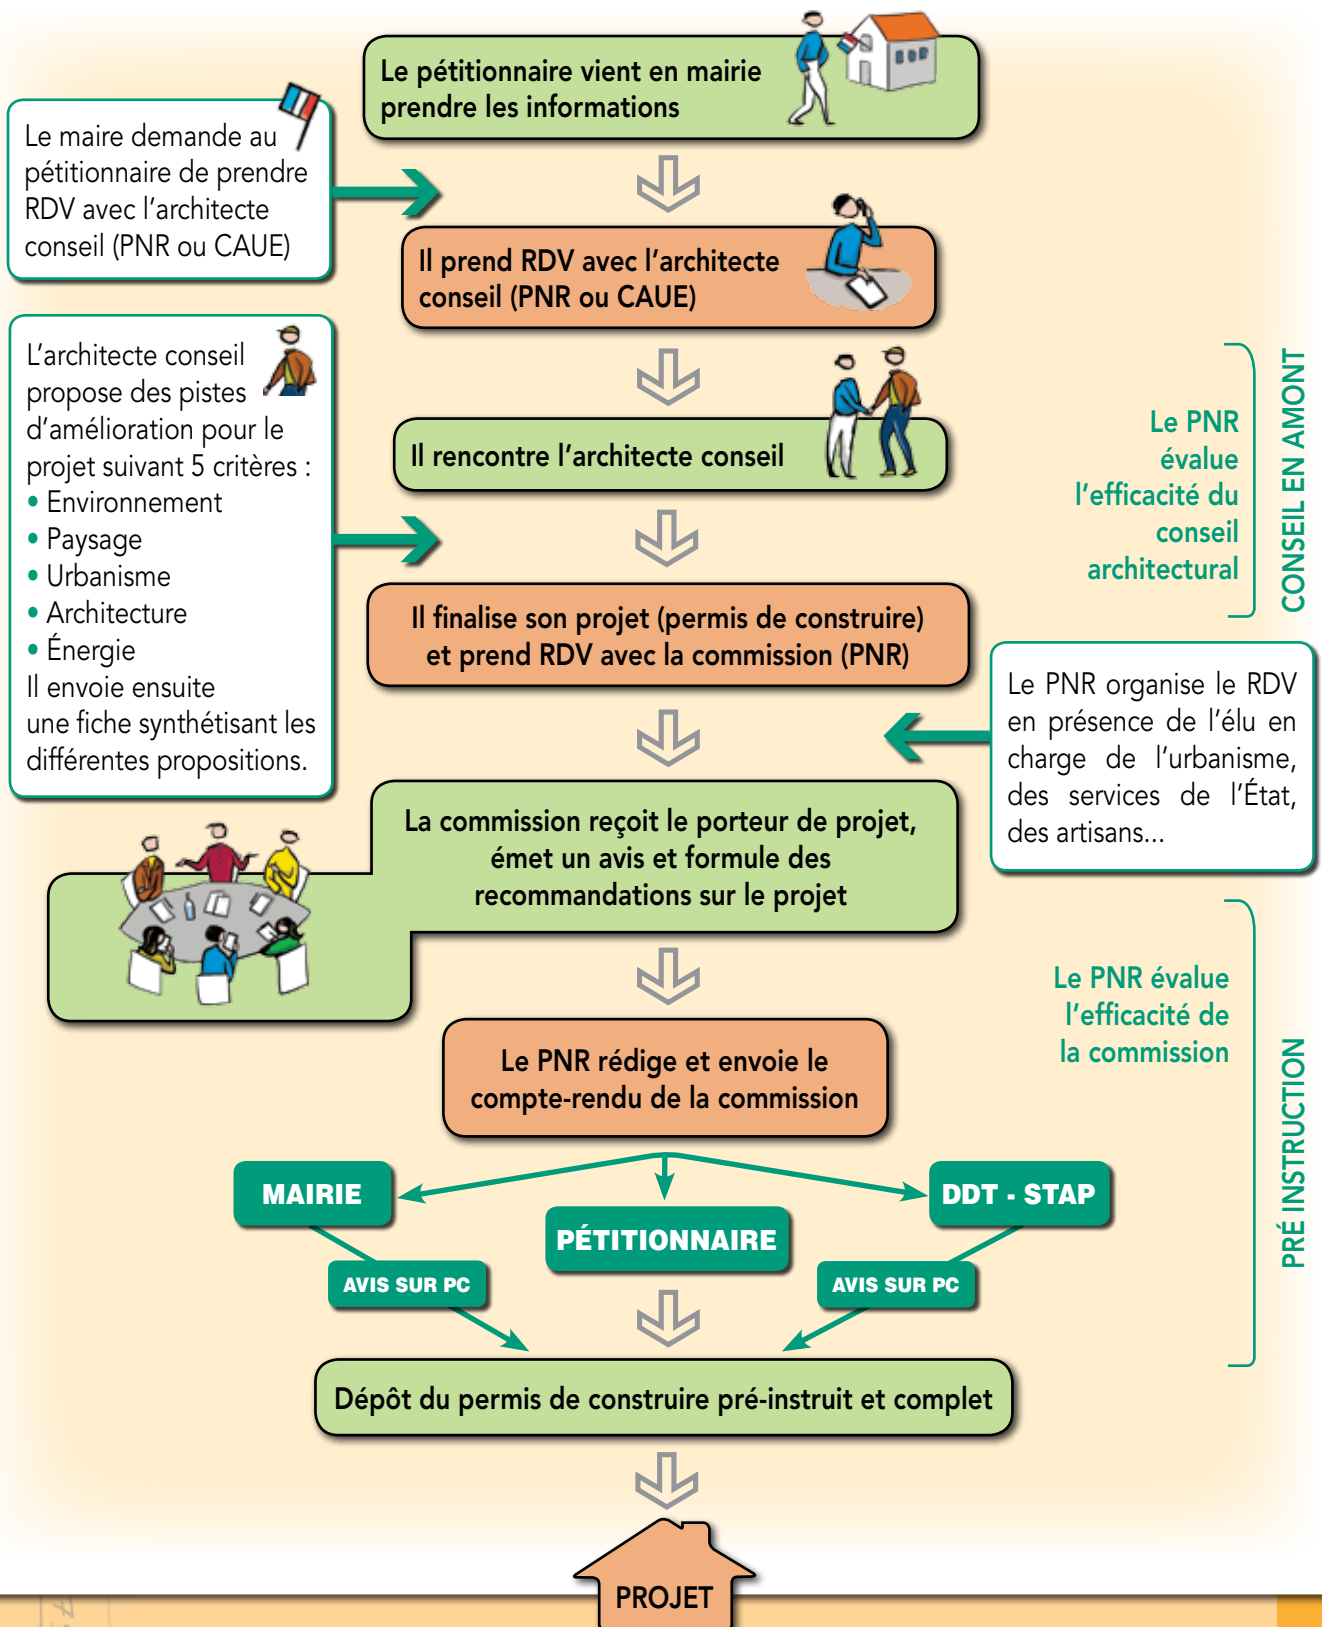 Le pétitionnaire vient en mairie
prendre les informations
Le maire demande au
pétitionnaire de prendre
RDV avec l'architecte
conseil (PNR ou CAUE)
Il prend RDV avec l'architecte
conseil (PNR ou CAUE)
L'architecte conseil
propose des pistes
d'amélioration pour le
projet suivant 5 critères :
• Environnement
• Paysage
• Urbanisme
• Architecture
• Énergie
Il envoie ensuite
une fiche synthétisant les
différentes propositions.
Il rencontre l'architecte conseil
Le PNR
évalue
l'efficacité du
conseil
architectural
CONSEIL EN AMONT
Il finalise son projet (permis de construire)
et prend RDV avec la commission (PNR)
Le PNR organise le RDV
en présence de l'élu en
charge de l'urbanisme,
des services de l'État,
des artisans...
La commission reçoit le porteur de projet,
émet un avis et formule des
recommandations sur le projet
Le PNR évalue
l'efficacité de
la commission
PRÉ INSTRUCTION
Le PNR rédige et envoie le
compte-rendu de la commission
MAIRIE
PÉTITIONNAIRE
DDT - STAP
AVIS SUR PC
AVIS SUR PC
Dépôt du permis de construire pré-instruit et complet
PROJET